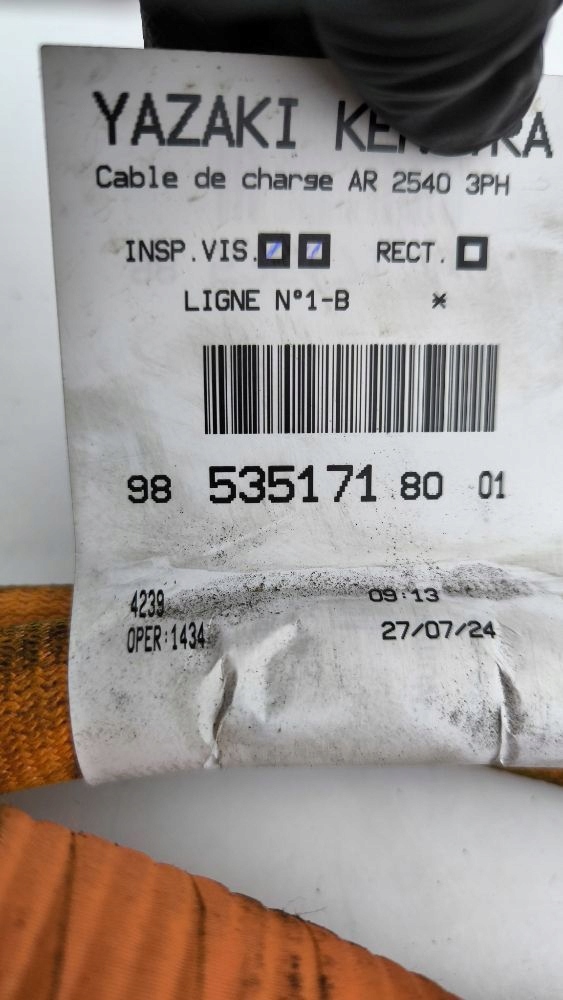 YAZAKI
Cable de charge AR 2540 3PH
INSP.VIS. RECT.
LIGNE N°1-B *
98 535171 80 01
4239 09:13
OPER:1434 27/07/24